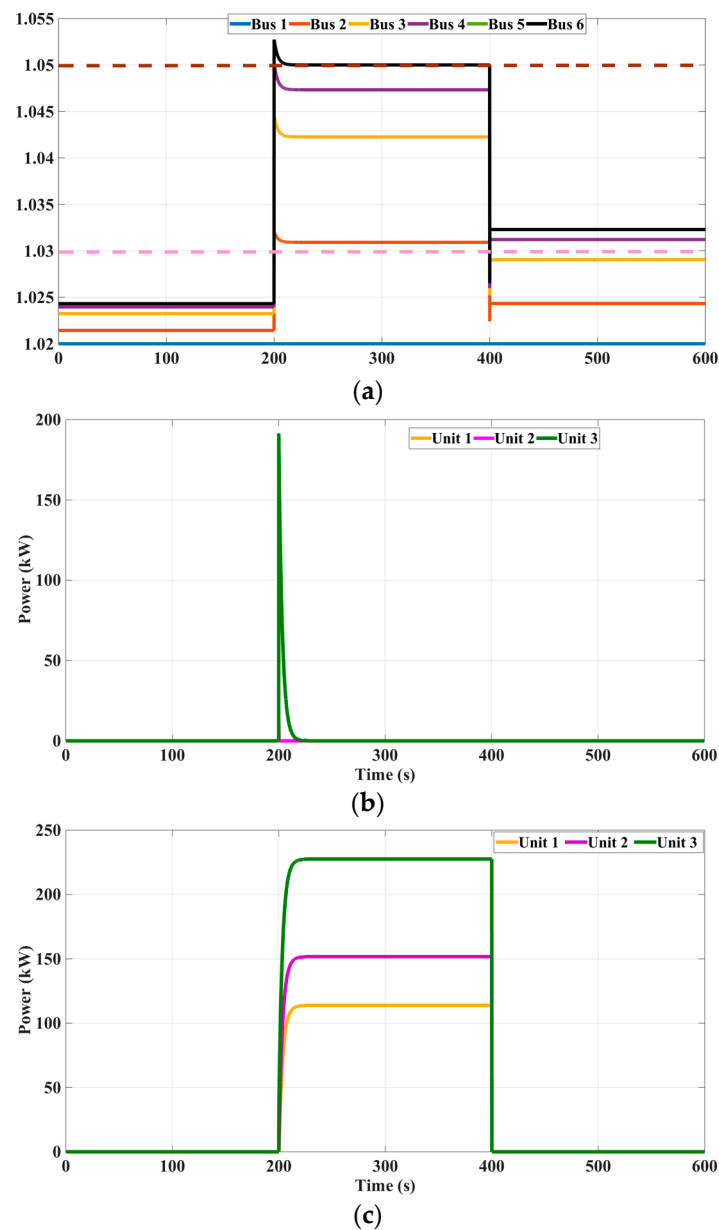 Bus 1 Bus 2 Bus 3 Bus 4 Bus 5 Bus 6
1.055
1.05
1.045
1.04
1.035
1.03
1.025
1.02
0 100 200 300 400 500 600
(a)
Unit 1 Unit 2 Unit 3
200
150
100
50
0
Power (kW)
0 100 200 300 400 500 600
Time (s)
(b)
Unit 1 Unit 2 Unit 3
250
200
150
100
50
0
Power (kW)
0 100 200 300 400 500 600
Time (s)
(c)